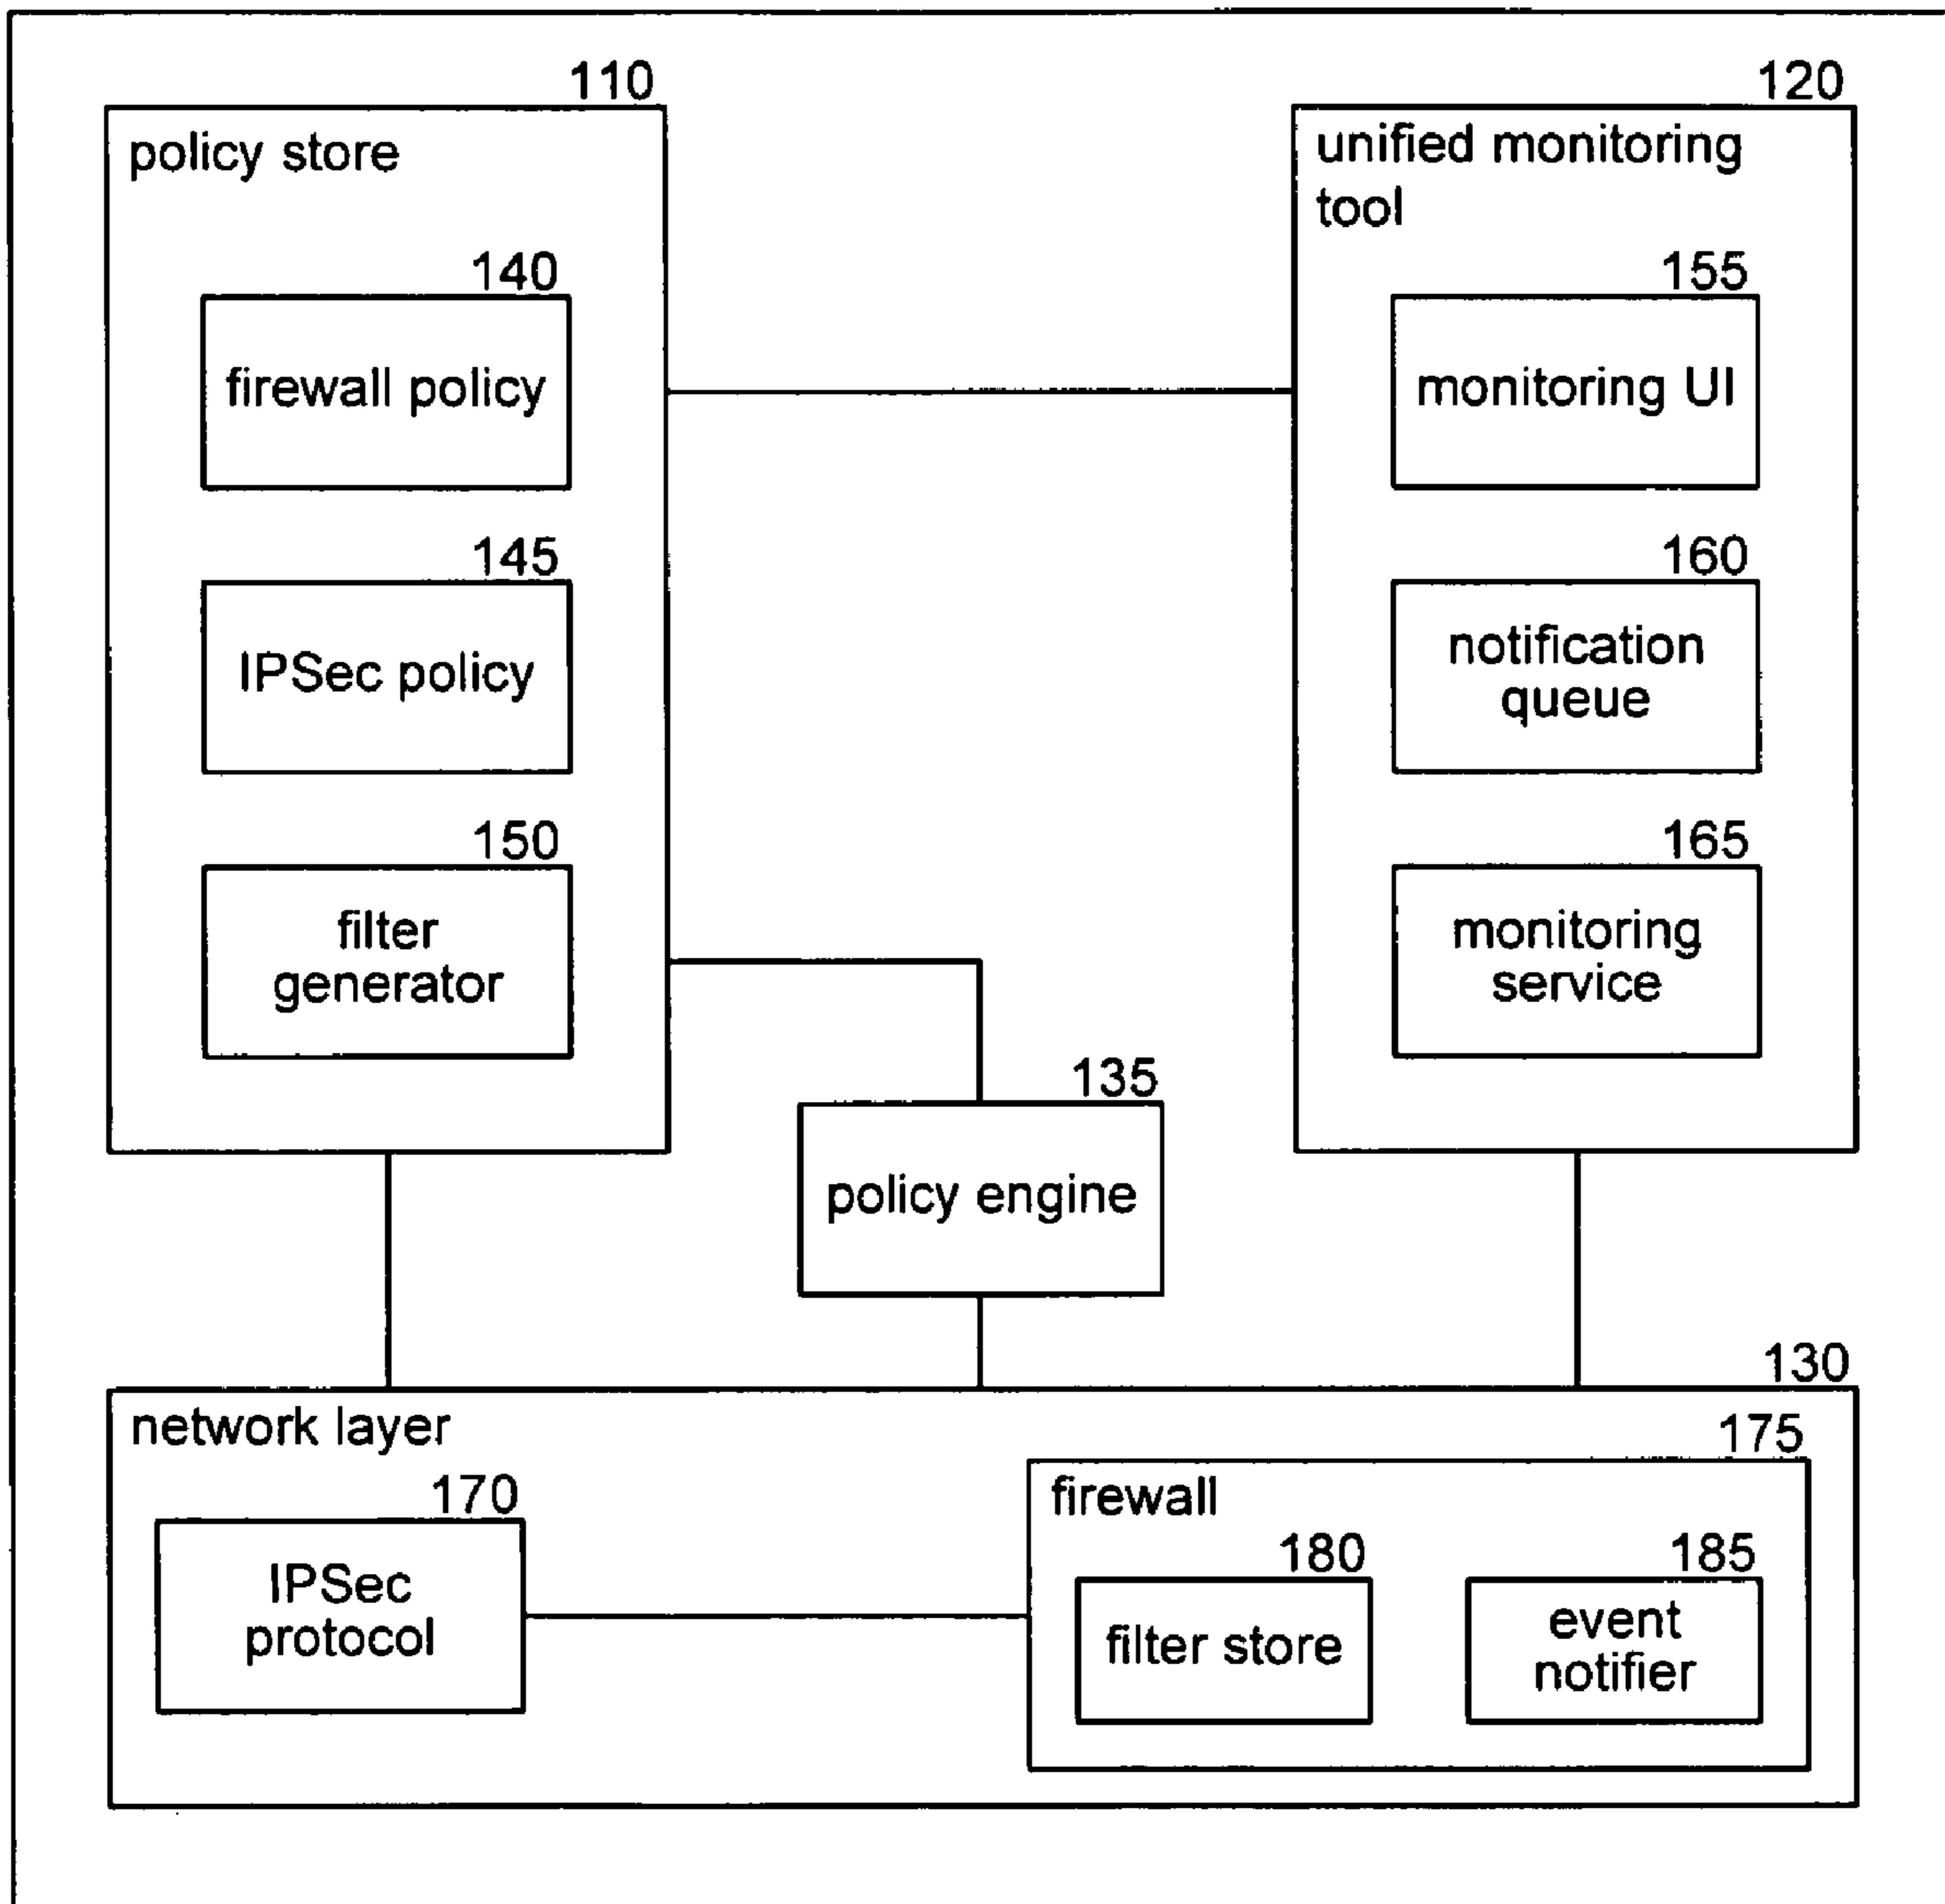 110
policy store
140
firewall policy
145
IPSec policy
150
filter
generator
120
unified monitoring
tool
155
monitoring UI
160
notification
queue
165
monitoring
service
135
policy engine
130
network layer
170
IPSec
protocol
175
firewall
180
filter store
185
event
notifier